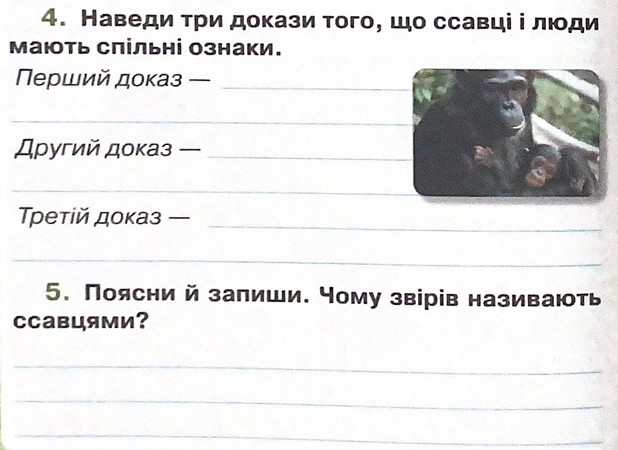 4. Наведи три докази того, що ссавці і люди
мають спільні ознаки.
Перший доказ —
Другий доказ —
Третій доказ —
5. Поясни й запиши. Чому звірів називають
ссавцями?